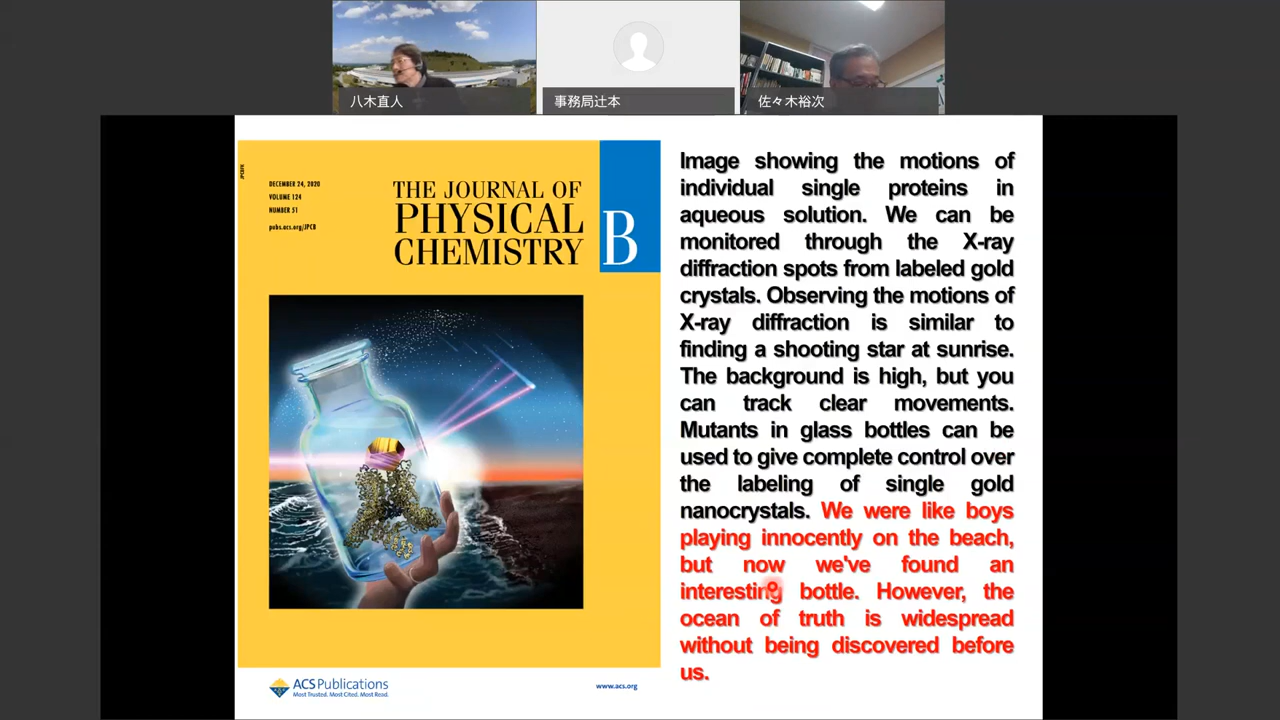 八木直人
事務局辻本
佐々木裕次
JPCBFK
DECEMBER 24, 2020
VOLUME 124
NUMBER 51
pubs.acs.org/JPCB
THE JOURNAL OF
PHYSICAL
CHEMISTRY
B
ACS Publications
Most Trusted. Most Cited. Most Read.
www.acs.org
Image showing the motions of
individual single proteins in
aqueous solution. We can be
monitored through the X-ray
diffraction spots from labeled gold
crystals. Observing the motions of
X-ray diffraction is similar to
finding a shooting star at sunrise.
The background is high, but you
can track clear movements.
Mutants in glass bottles can be
used to give complete control over
the labeling of single gold
nanocrystals. We were like boys
playing innocently on the beach,
but now we've found an
interesting bottle. However, the
ocean of truth is widespread
without being discovered before
us.